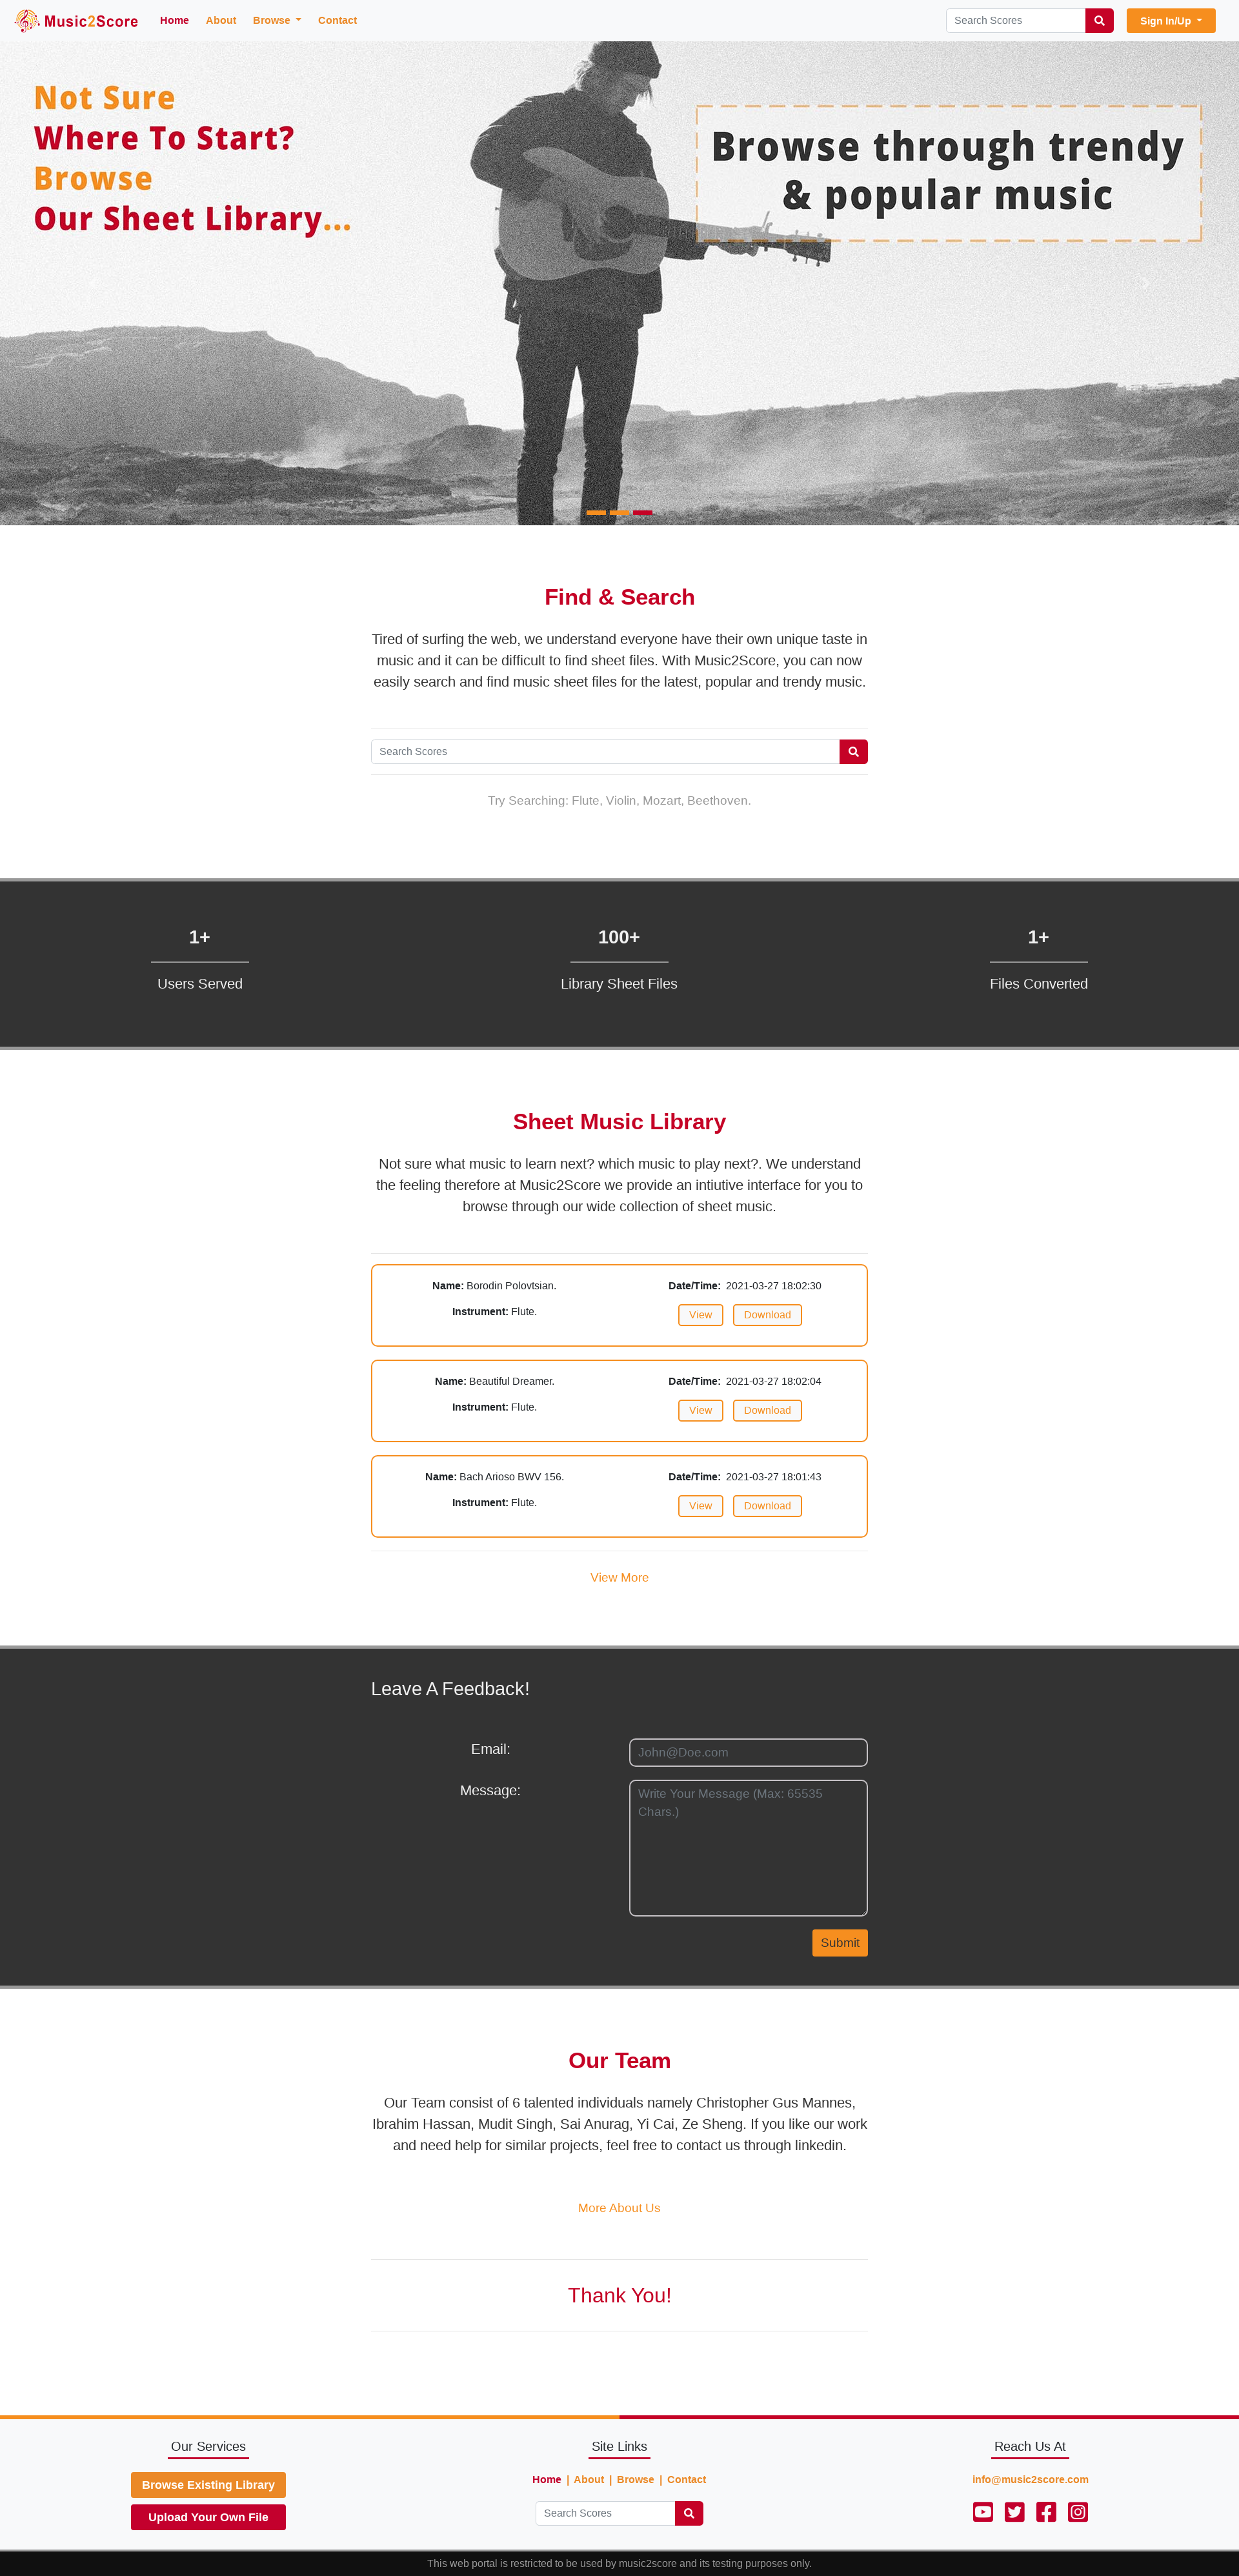 Music2Score Home About Browse Contact Search Scores Sign In/Up
Not Sure
Where To Start?
Browse
Our Sheet Library...
Browse through trendy
& popular music
Find & Search
Tired of surfing the web, we understand everyone have their own unique taste in
music and it can be difficult to find sheet files. With Music2Score, you can now
easily search and find music sheet files for the latest, popular and trendy music.
Search Scores
Try Searching: Flute, Violin, Mozart, Beethoven.
1+ 100+ 1+
Users Served Library Sheet Files Files Converted
Sheet Music Library
Not sure what music to learn next? which music to play next?. We understand
the feeling therefore at Music2Score we provide an intiutive interface for you to
browse through our wide collection of sheet music.
Name: Borodin Polovtsian. Date/Time: 2021-03-27 18:02:30
Instrument: Flute. View Download
Name: Beautiful Dreamer. Date/Time: 2021-03-27 18:02:04
Instrument: Flute. View Download
Name: Bach Arioso BWV 156. Date/Time: 2021-03-27 18:01:43
Instrument: Flute. View Download
View More
Leave A Feedback!
Email: John@Doe.com
Message: Write Your Message (Max: 65535
Chars.)
Submit
Our Team
Our Team consist of 6 talented individuals namely Christopher Gus Mannes,
Ibrahim Hassan, Mudit Singh, Sai Anurag, Yi Cai, Ze Sheng. If you like our work
and need help for similar projects, feel free to contact us through linkedin.
More About Us
Thank You!
Our Services Site Links Reach Us At
Browse Existing Library Home | About | Browse | Contact info@music2score.com
Upload Your Own File Search Scores
This web portal is restricted to be used by music2score and its testing purposes only.